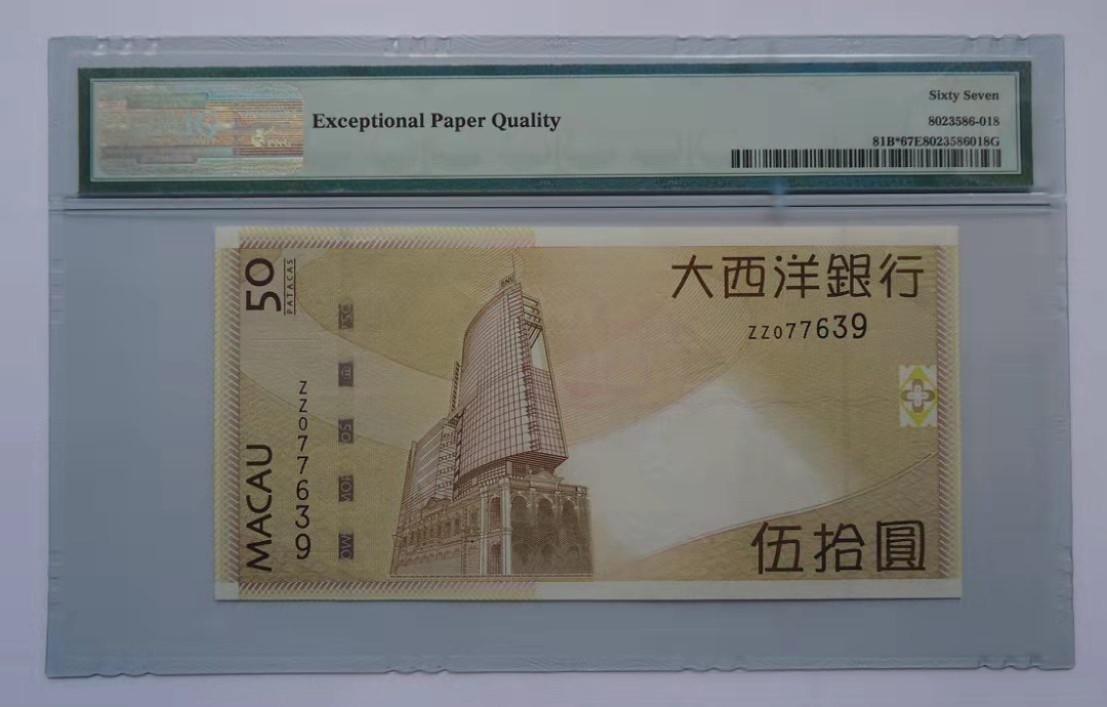 Exceptional Paper Quality
Sixty Seven
8023586-018
81B*67E8023586018G
50
PATACAS
MACAU
ZZ077639
BNU
大西洋銀行
ZZ077639
伍拾圓